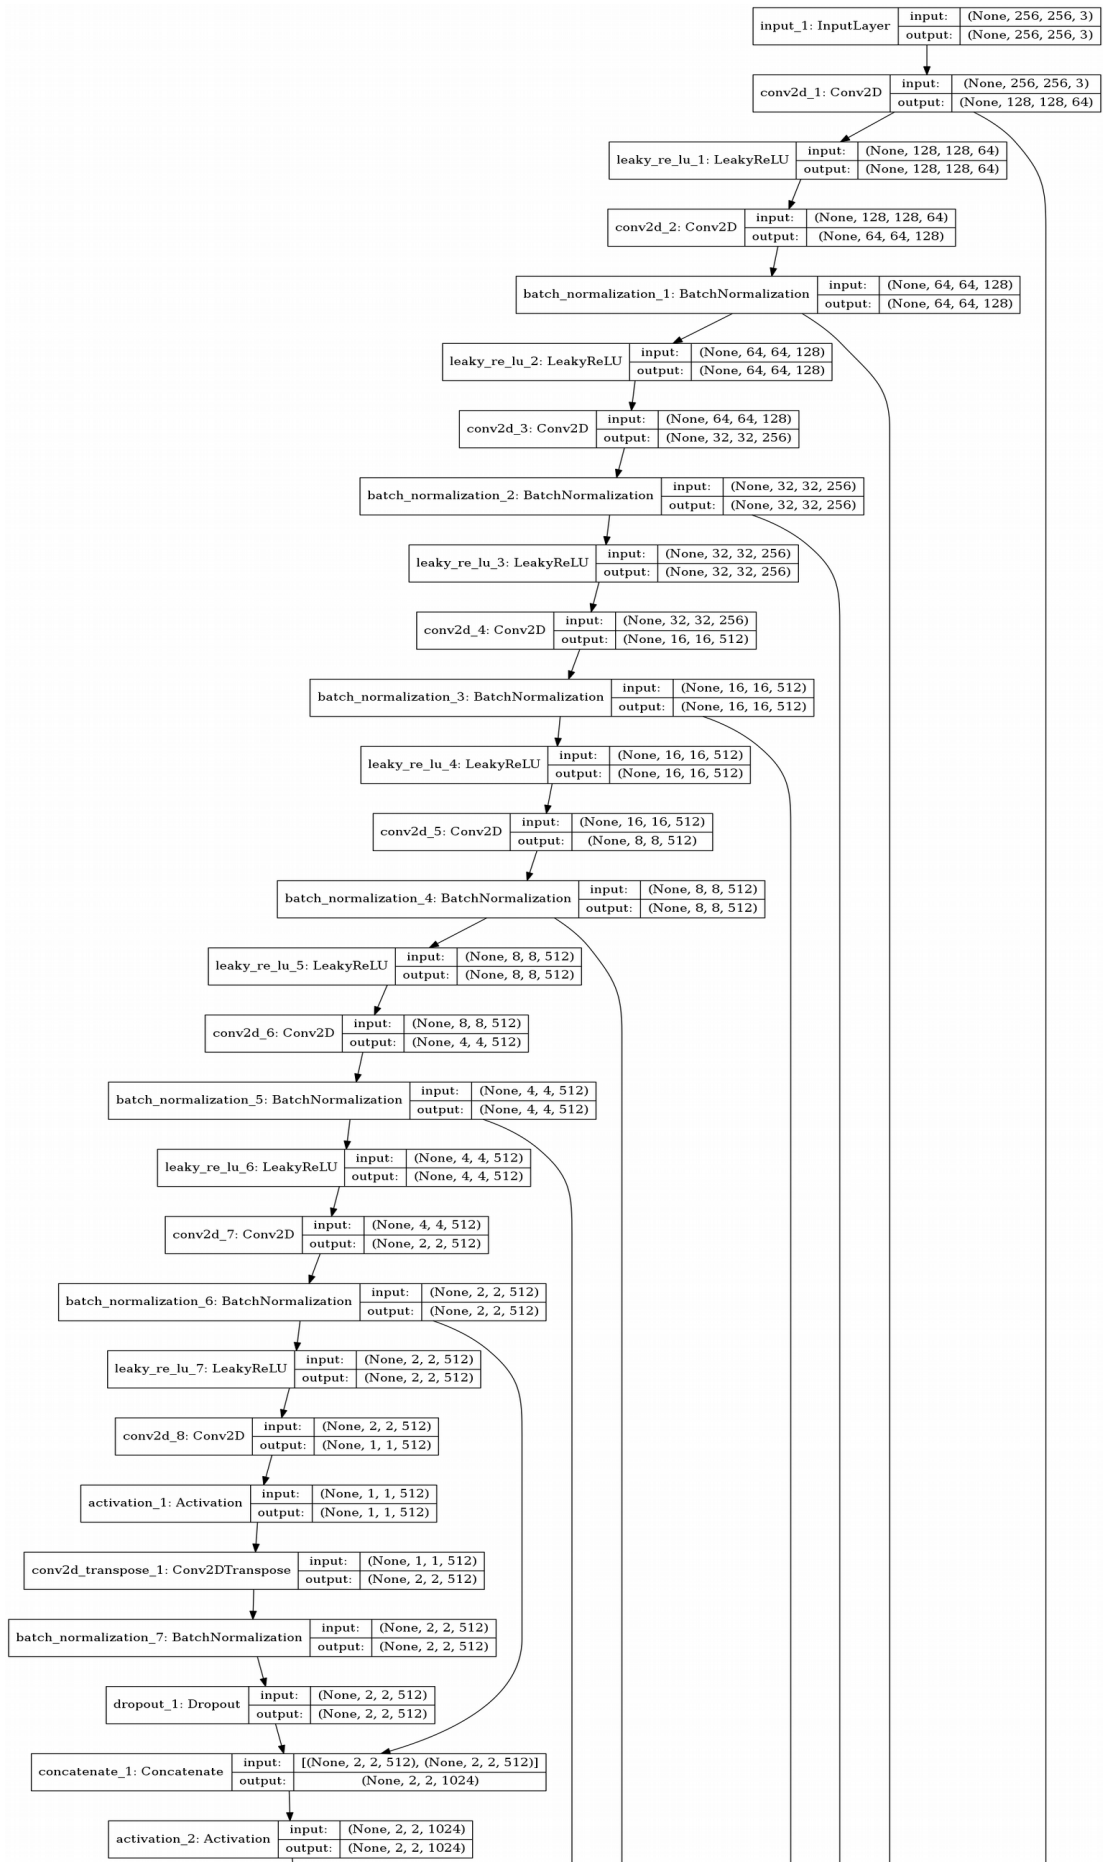 input_1: InputLayer
input: (None, 256, 256, 3)
output: (None, 256, 256, 3)
conv2d_1: Conv2D
input: (None, 256, 256, 3)
output: (None, 128, 128, 64)
leaky_re_lu_1: LeakyReLU
input: (None, 128, 128, 64)
output: (None, 128, 128, 64)
conv2d_2: Conv2D
input: (None, 128, 128, 64)
output: (None, 64, 64, 128)
batch_normalization_1: BatchNormalization
input: (None, 64, 64, 128)
output: (None, 64, 64, 128)
leaky_re_lu_2: LeakyReLU
input: (None, 64, 64, 128)
output: (None, 64, 64, 128)
conv2d_3: Conv2D
input: (None, 64, 64, 128)
output: (None, 32, 32, 256)
batch_normalization_2: BatchNormalization
input: (None, 32, 32, 256)
output: (None, 32, 32, 256)
leaky_re_lu_3: LeakyReLU
input: (None, 32, 32, 256)
output: (None, 32, 32, 256)
conv2d_4: Conv2D
input: (None, 32, 32, 256)
output: (None, 16, 16, 512)
batch_normalization_3: BatchNormalization
input: (None, 16, 16, 512)
output: (None, 16, 16, 512)
leaky_re_lu_4: LeakyReLU
input: (None, 16, 16, 512)
output: (None, 16, 16, 512)
conv2d_5: Conv2D
input: (None, 16, 16, 512)
output: (None, 8, 8, 512)
batch_normalization_4: BatchNormalization
input: (None, 8, 8, 512)
output: (None, 8, 8, 512)
leaky_re_lu_5: LeakyReLU
input: (None, 8, 8, 512)
output: (None, 8, 8, 512)
conv2d_6: Conv2D
input: (None, 8, 8, 512)
output: (None, 4, 4, 512)
batch_normalization_5: BatchNormalization
input: (None, 4, 4, 512)
output: (None, 4, 4, 512)
leaky_re_lu_6: LeakyReLU
input: (None, 4, 4, 512)
output: (None, 4, 4, 512)
conv2d_7: Conv2D
input: (None, 4, 4, 512)
output: (None, 2, 2, 512)
batch_normalization_6: BatchNormalization
input: (None, 2, 2, 512)
output: (None, 2, 2, 512)
leaky_re_lu_7: LeakyReLU
input: (None, 2, 2, 512)
output: (None, 2, 2, 512)
conv2d_8: Conv2D
input: (None, 2, 2, 512)
output: (None, 1, 1, 512)
activation_1: Activation
input: (None, 1, 1, 512)
output: (None, 1, 1, 512)
conv2d_transpose_1: Conv2DTranspose
input: (None, 1, 1, 512)
output: (None, 2, 2, 512)
batch_normalization_7: BatchNormalization
input: (None, 2, 2, 512)
output: (None, 2, 2, 512)
dropout_1: Dropout
input: (None, 2, 2, 512)
output: (None, 2, 2, 512)
concatenate_1: Concatenate
input: [(None, 2, 2, 512), (None, 2, 2, 512)]
output: (None, 2, 2, 1024)
activation_2: Activation
input: (None, 2, 2, 1024)
output: (None, 2, 2, 1024)